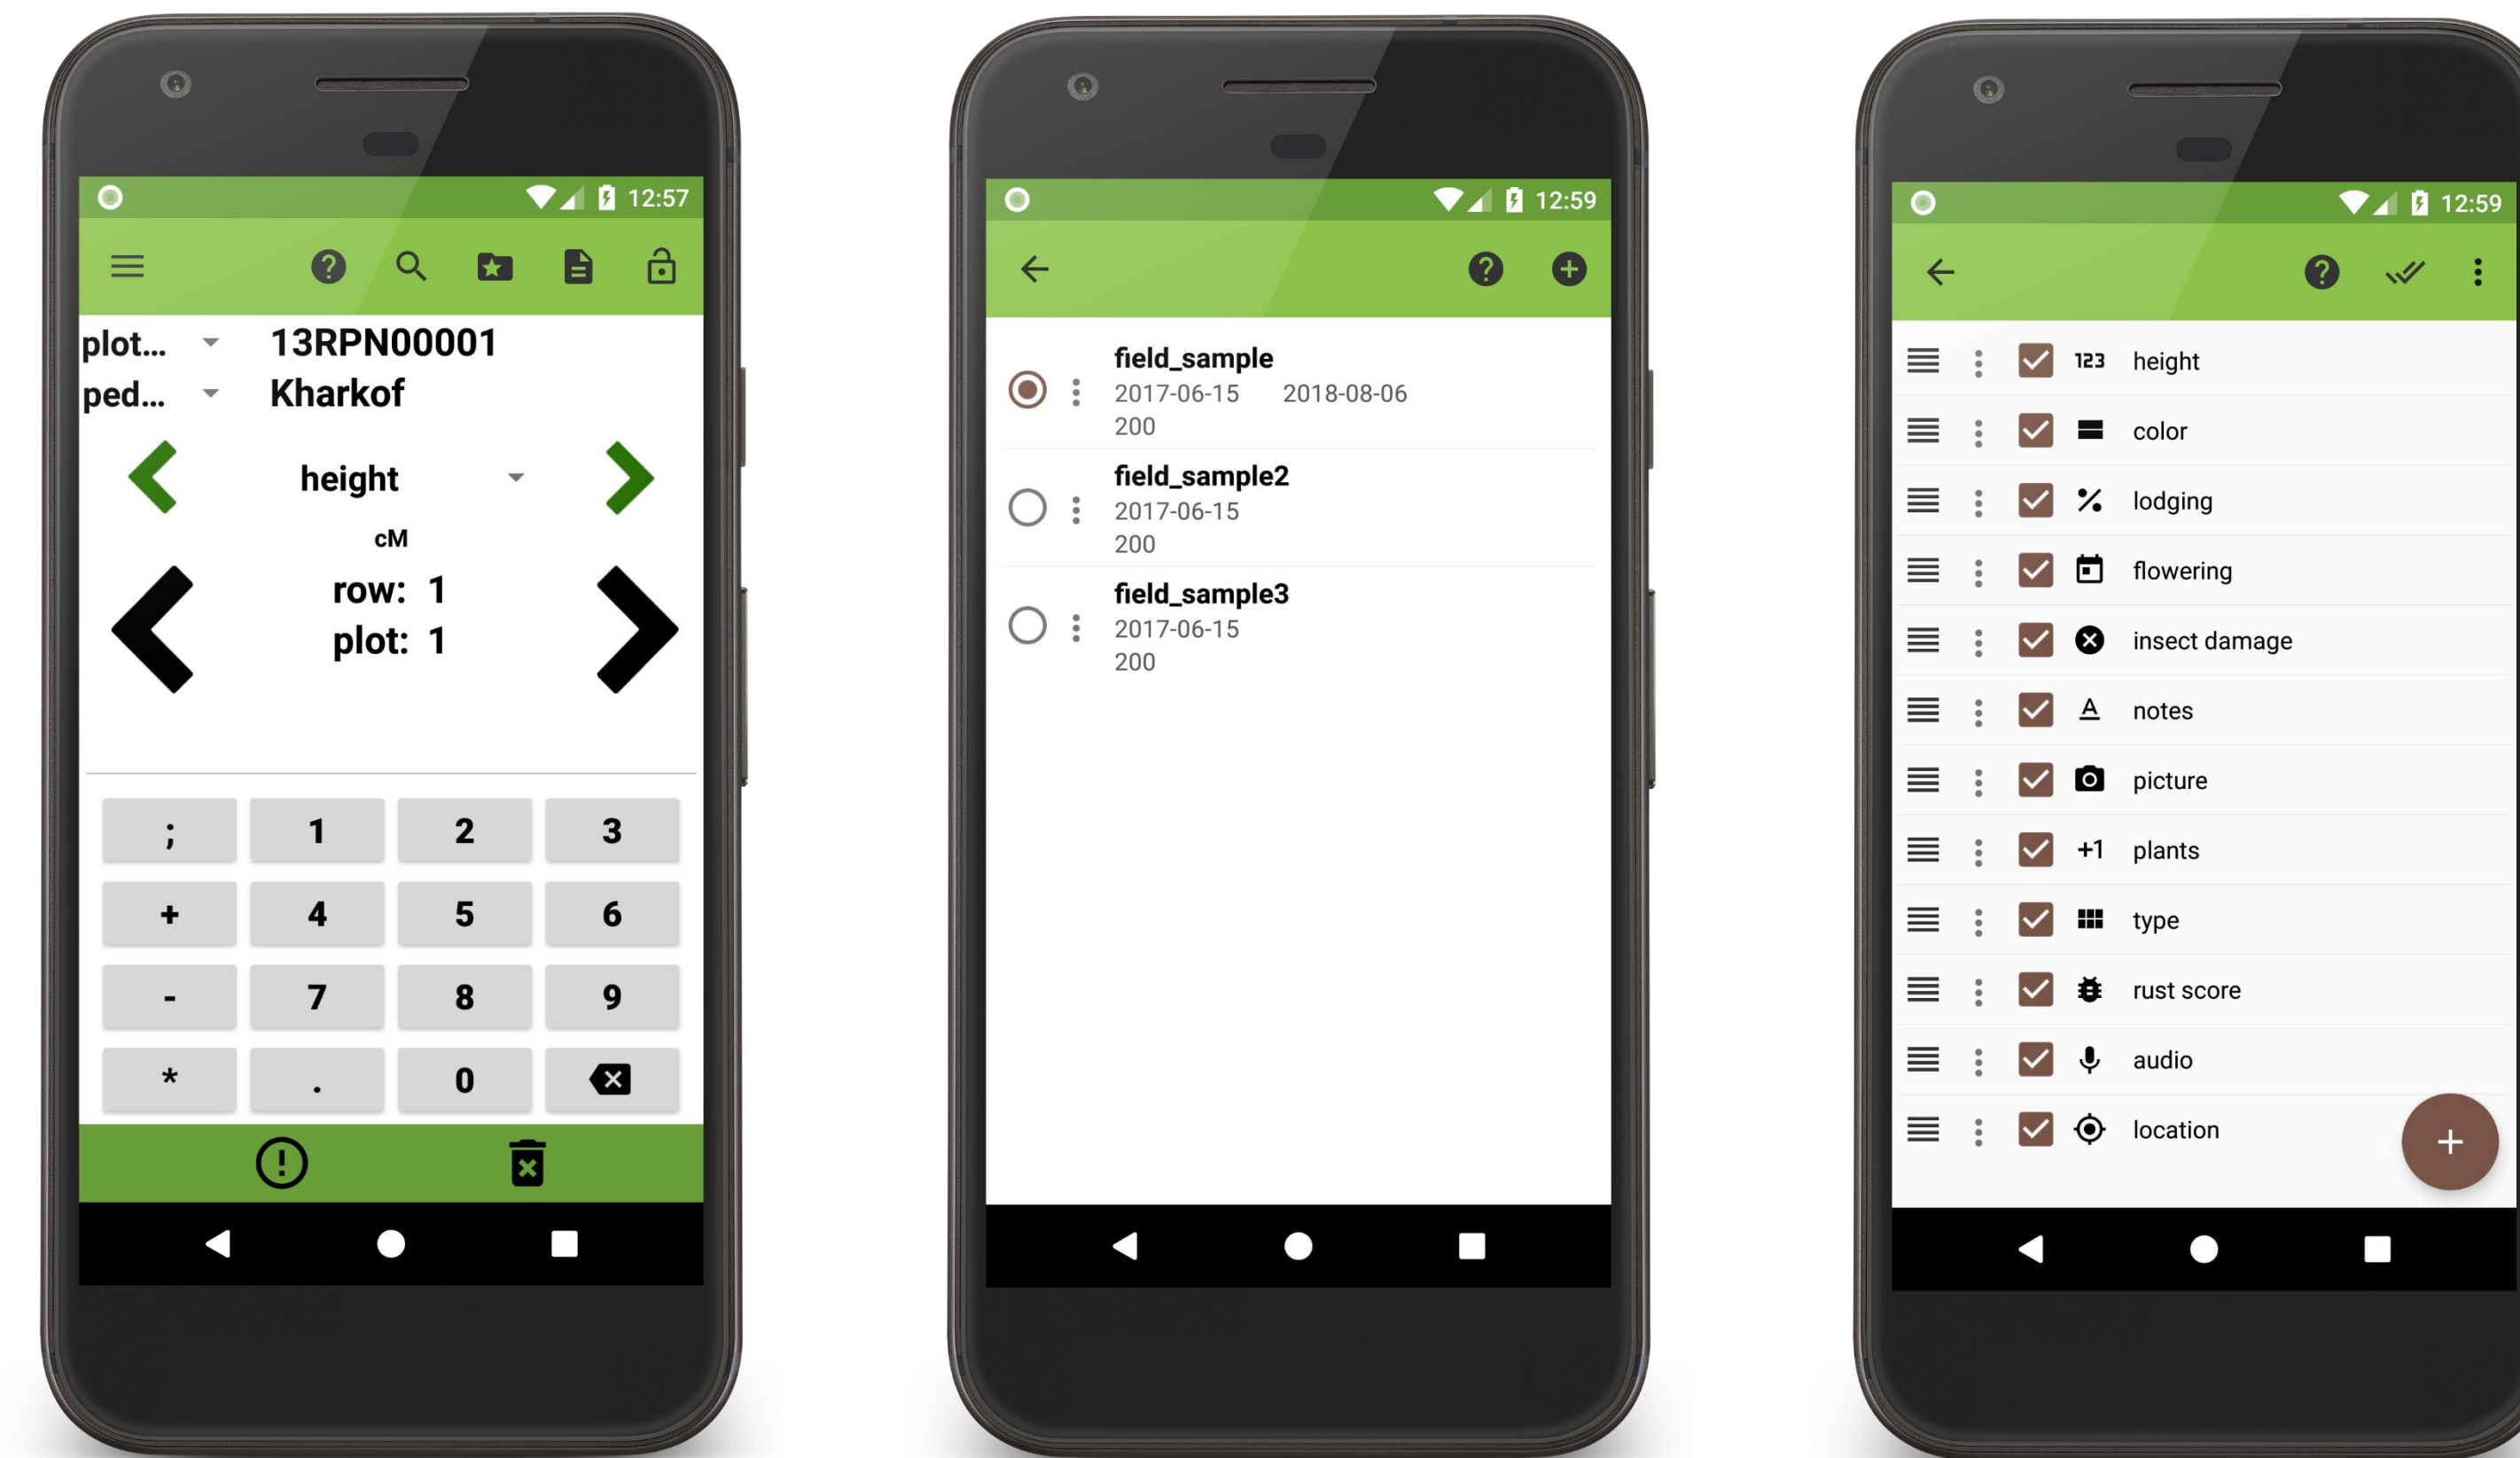 12:57
plot... 13RPN00001
ped... Kharkof
height
cM
row: 1
plot: 1
; 1 2 3
+ 4 5 6
- 7 8 9
* . 0
12:59
field_sample
2017-06-15 2018-08-06
200
field_sample2
2017-06-15
200
field_sample3
2017-06-15
200
12:59
123 height
color
% lodging
flowering
insect damage
A notes
picture
+1 plants
type
rust score
audio
location
+